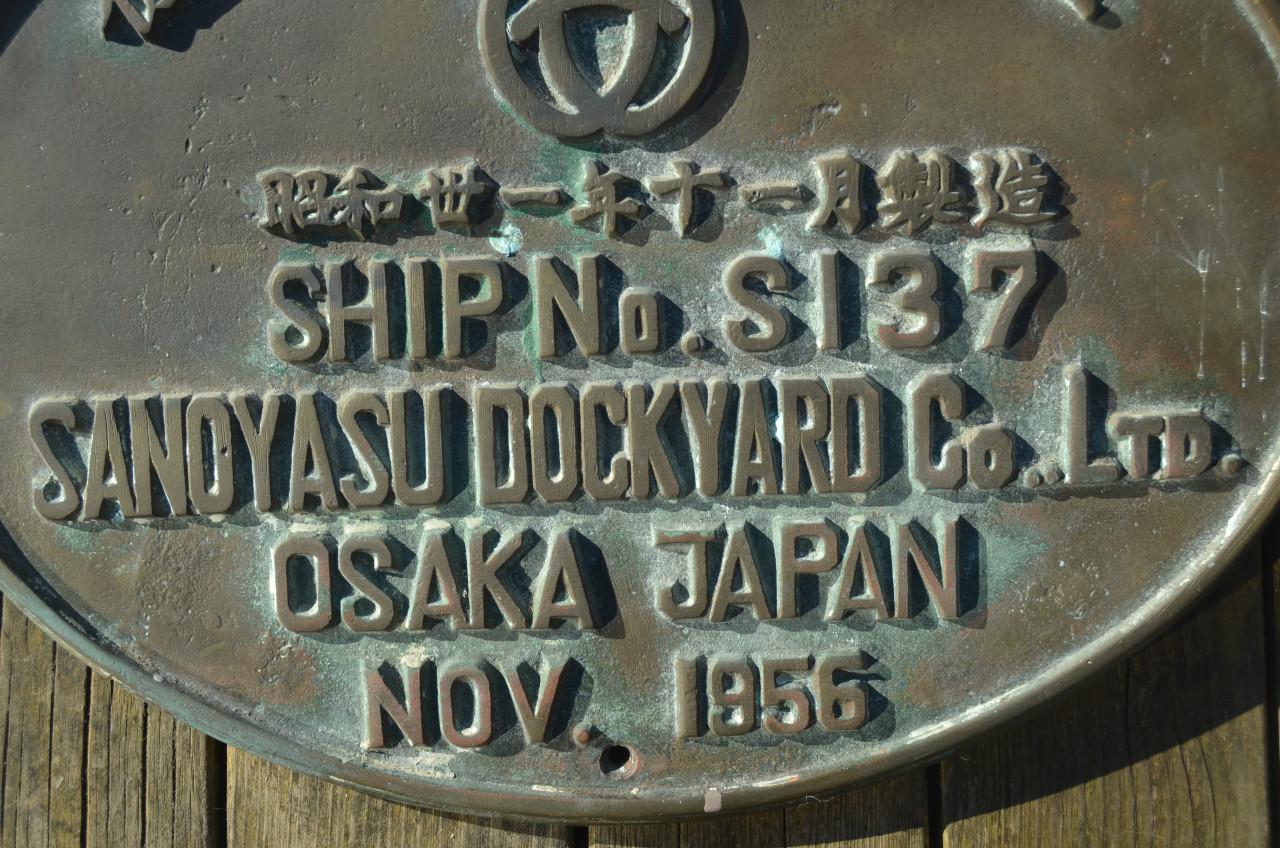 昭和卅一年十一月製造
SHIP No. S137
SANOYASU DOCKYARD Co., LTD.
OSAKA JAPAN
NOV. 1956